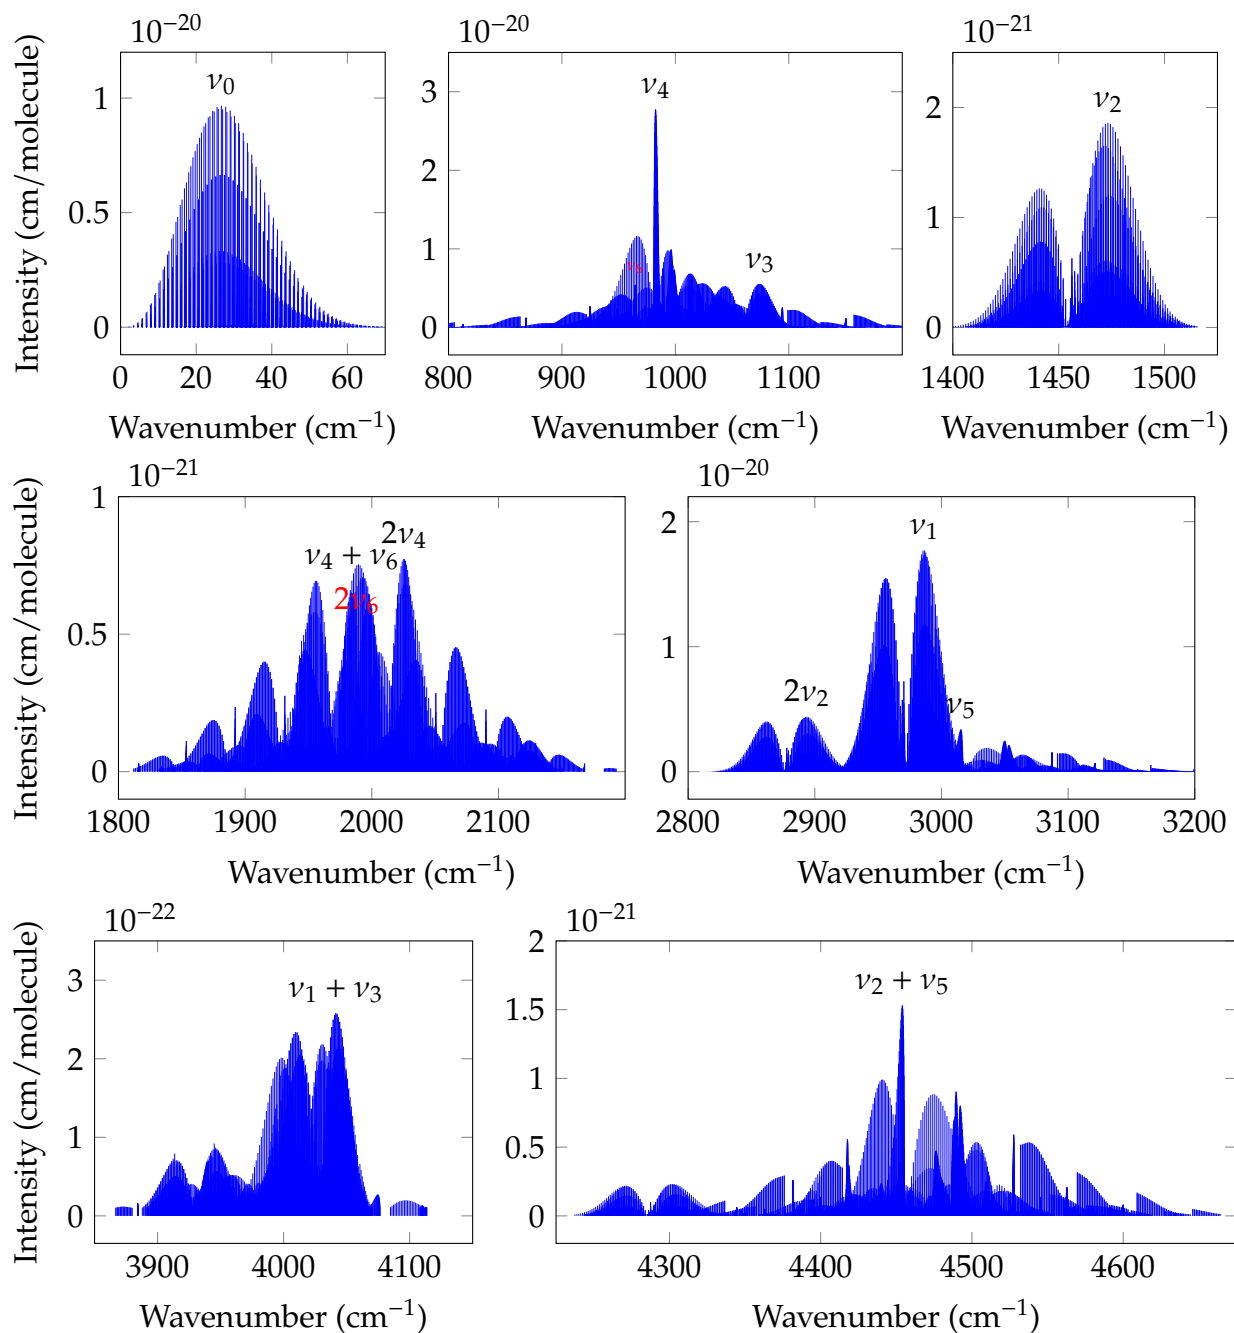 10⁻²⁰ 10⁻²⁰ 10⁻²¹
Intensity (cm/molecule)
1
0.5
0
ν₀
0 20 40 60
Wavenumber (cm⁻¹)
3
2
1
0
ν₄
ν₆
ν₃
800 900 1000 1100
Wavenumber (cm⁻¹)
2
1
0
ν₂
1400 1450 1500
Wavenumber (cm⁻¹)
10⁻²¹ 10⁻²⁰
Intensity (cm/molecule)
1
0.5
0
ν₄ + ν₆
2ν₄
2ν₆
1800 1900 2000 2100
Wavenumber (cm⁻¹)
2
1
0
2ν₂
ν₁
ν₅
2800 2900 3000 3100 3200
Wavenumber (cm⁻¹)
10⁻²² 10⁻²¹
Intensity (cm/molecule)
3
2
1
0
ν₁ + ν₃
3900 4000 4100
Wavenumber (cm⁻¹)
2
1.5
1
0.5
0
ν₂ + ν₅
4300 4400 4500 4600
Wavenumber (cm⁻¹)